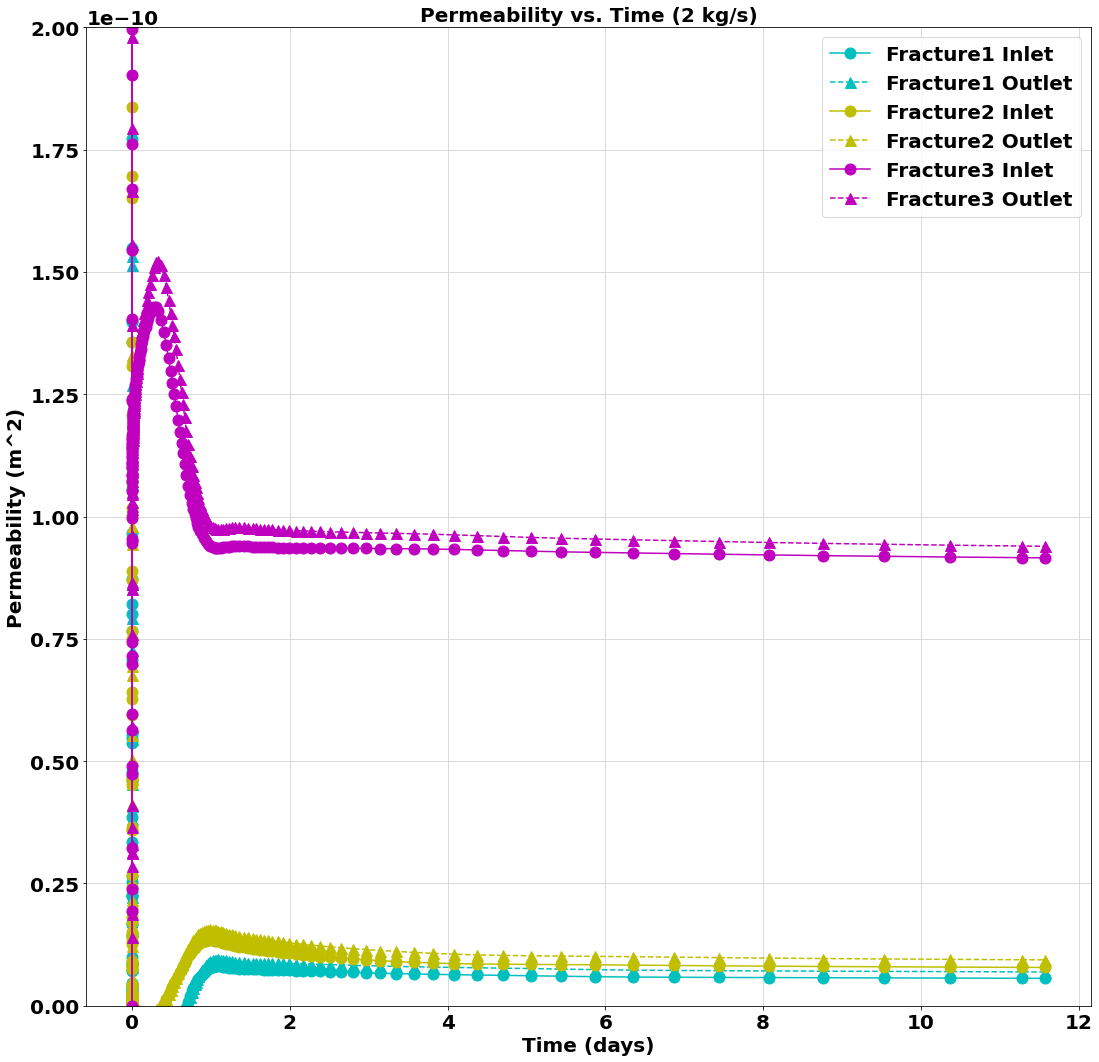 Permeability vs. Time (2 kg/s)
1e−10
2.00
1.75
1.50
1.25
1.00
0.75
0.50
0.25
0.00
Permeability (m^2)
Fracture1 Inlet
Fracture1 Outlet
Fracture2 Inlet
Fracture2 Outlet
Fracture3 Inlet
Fracture3 Outlet
0 2 4 6 8 10 12
Time (days)